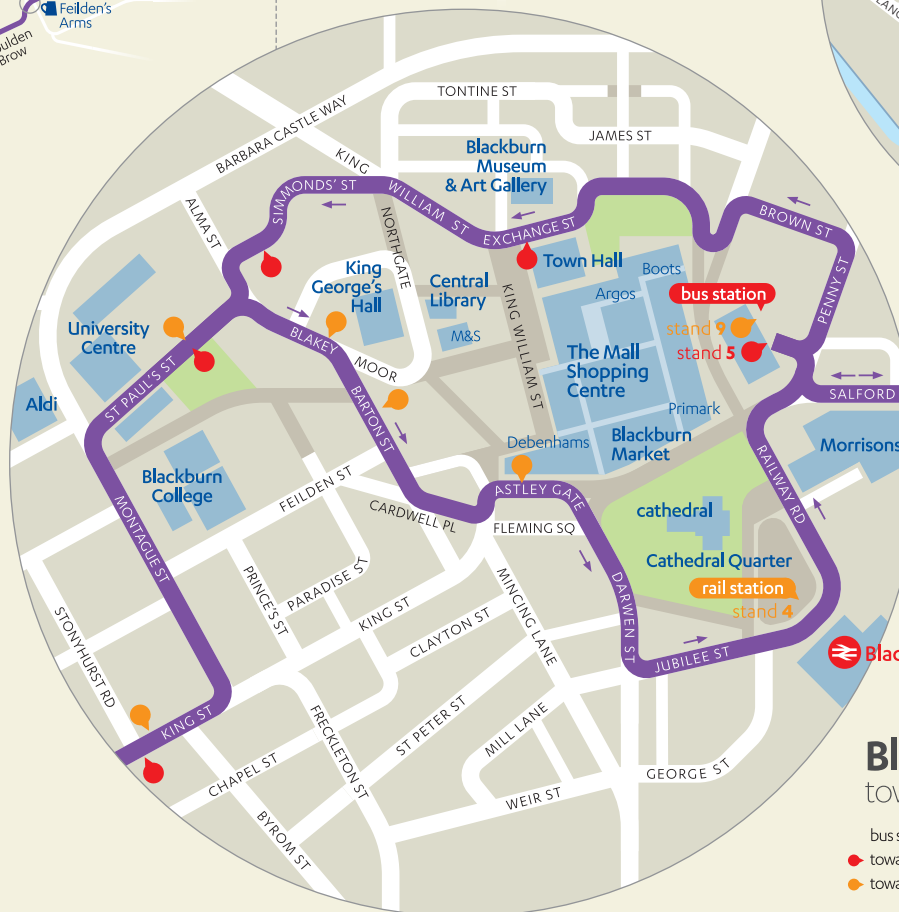 Feilden's
Arms
Brow
BARBARA CASTLE WAY
TONTINE ST
JAMES ST
KING
WILLIAM ST
SIMMONDS' ST
ALMA ST
NORTHGATE
Blackburn
Museum
& Art Gallery
EXCHANGE ST
BROWN ST
PENNY ST
Town Hall
King
George's
Hall
Central
Library
M&S
Boots
Argos
KING WILLIAM ST
bus station
stand 9
stand 5
University
Centre
BLAKEY
MOOR
The Mall
Shopping
Centre
Primark
SALFORD
Aldi
ST PAUL'S ST
BARTON ST
Debenhams
Blackburn
Market
Morrisons
RAILWAY RD
Blackburn
College
FEILDEN ST
CARDWELL PL
ASTLEY GATE
FLEMING SQ
cathedral
Cathedral Quarter
rail station
stand 4
MONTAGUE ST
PRINCE'S ST
PARADISE ST
KING ST
CLAYTON ST
MINCING LANE
DARWEN ST
JUBILEE ST
STONYHURST RD
KING ST
CHAPEL ST
FRECKLETON ST
ST PETER ST
MILL LANE
WEIR ST
GEORGE ST
BYROM ST
Blac
Bl
tow
bus s
towa
towa